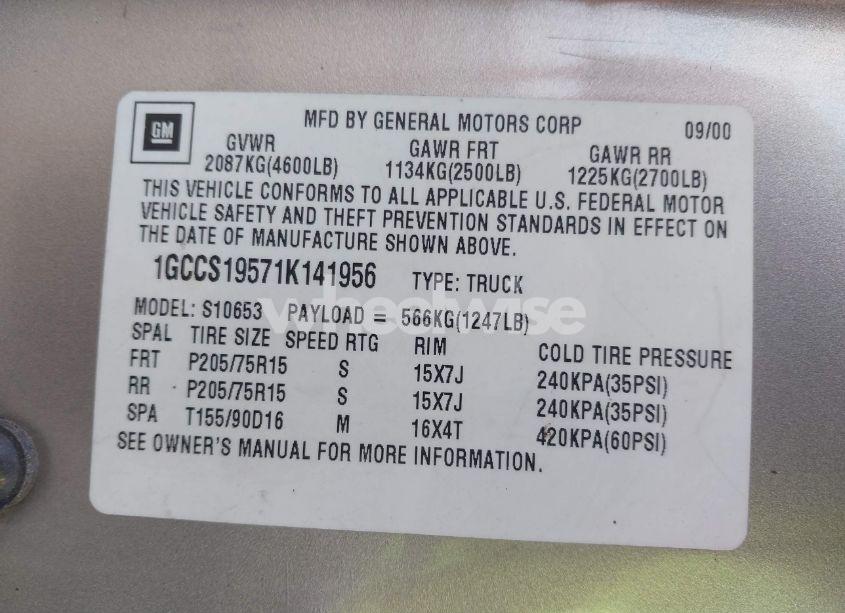 GM
MFD BY GENERAL MOTORS CORP 09/00
GVWR GAWR FRT GAWR RR
2087KG(4600LB) 1134KG(2500LB) 1225KG(2700LB)
THIS VEHICLE CONFORMS TO ALL APPLICABLE U.S. FEDERAL MOTOR
VEHICLE SAFETY AND THEFT PREVENTION STANDARDS IN EFFECT ON
THE DATE OF MANUFACTURE SHOWN ABOVE.
1GCCS19571K141956 TYPE: TRUCK
MODEL: S10653 PAYLOAD = 566KG(1247LB)
wheelwise
SPAL TIRE SIZE SPEED RTG RIM COLD TIRE PRESSURE
FRT P205/75R15 S 15X7J 240KPA(35PSI)
RR P205/75R15 S 15X7J 240KPA(35PSI)
SPA T155/90D16 M 16X4T 420KPA(60PSI)
SEE OWNER'S MANUAL FOR MORE INFORMATION.